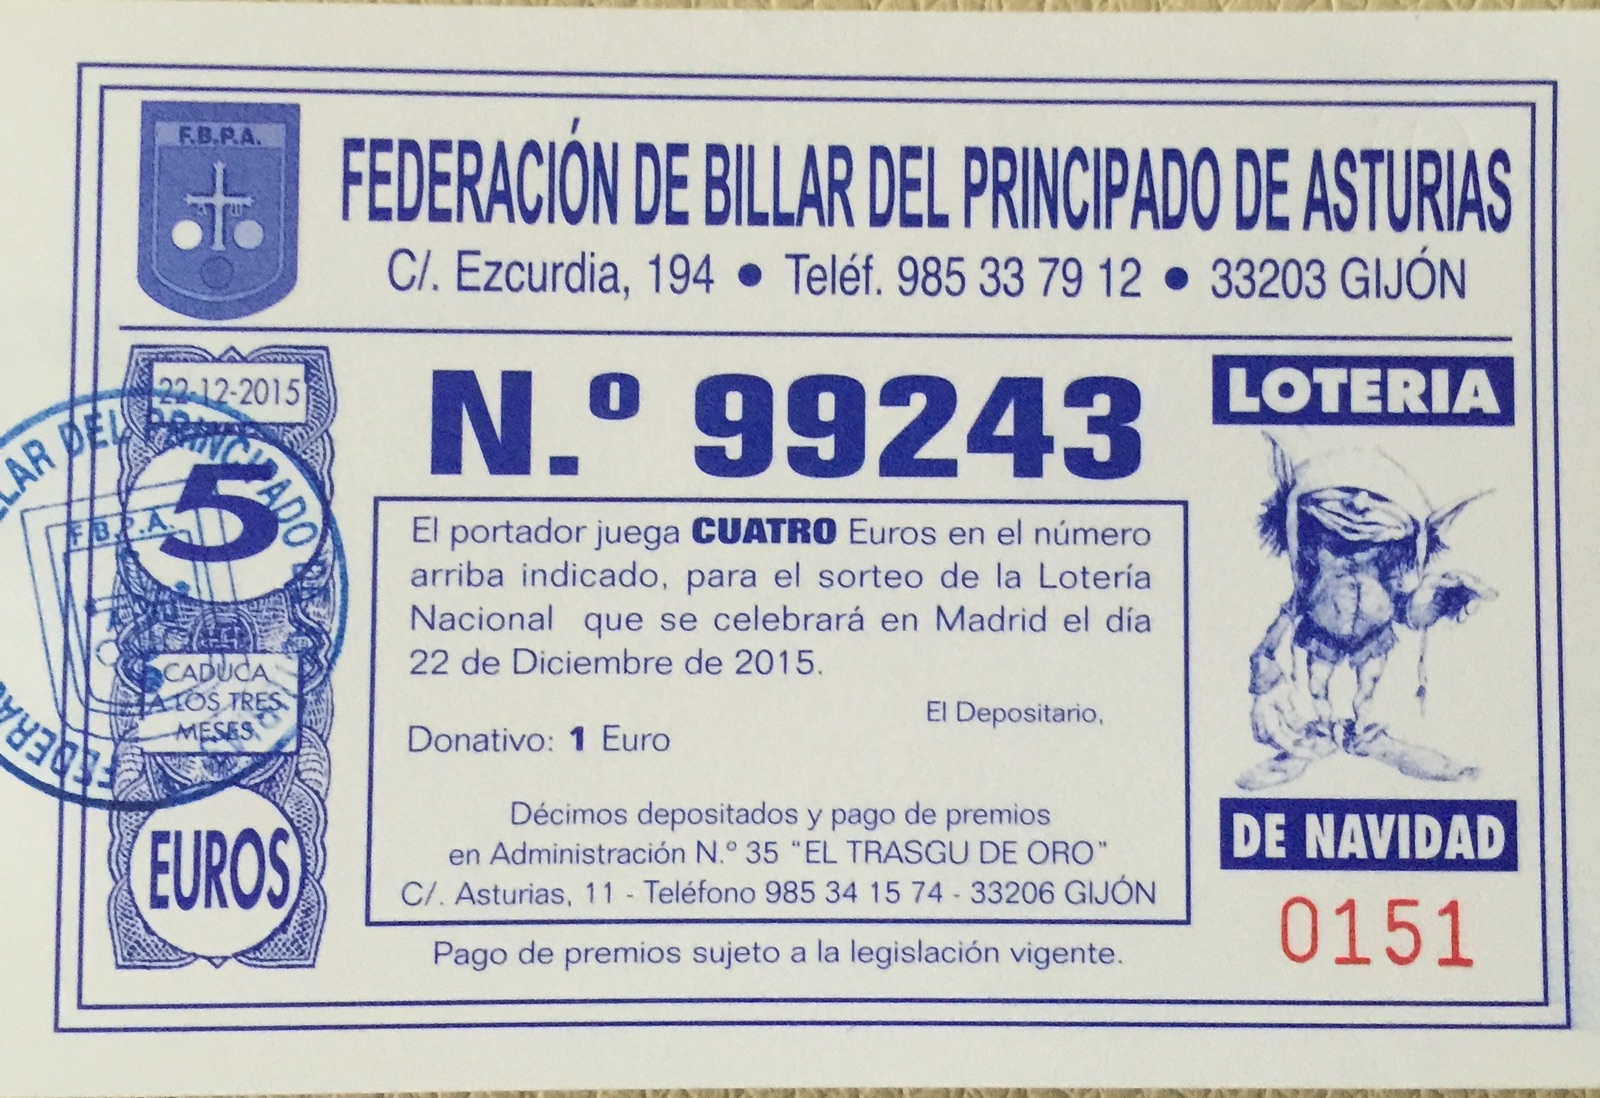 F.B.P.A.
FEDERACIÓN DE BILLAR DEL PRINCIPADO DE ASTURIAS
C/. Ezcurdia, 194 • Teléf. 985 33 79 12 • 33203 GIJÓN
22-12-2015
5
CADUCA
A LOS TRES
MESES
EUROS
LAR DEL PRINCIPADO
F.B.P.A.
FEDERA
N.º 99243
El portador juega CUATRO Euros en el número
arriba indicado, para el sorteo de la Lotería
Nacional que se celebrará en Madrid el día
22 de Diciembre de 2015.
El Depositario,
Donativo: 1 Euro
Décimos depositados y pago de premios
en Administración N.º 35 “EL TRASGU DE ORO”
C/. Asturias, 11 - Teléfono 985 34 15 74 - 33206 GIJÓN
Pago de premios sujeto a la legislación vigente.
LOTERIA
DE NAVIDAD
0151